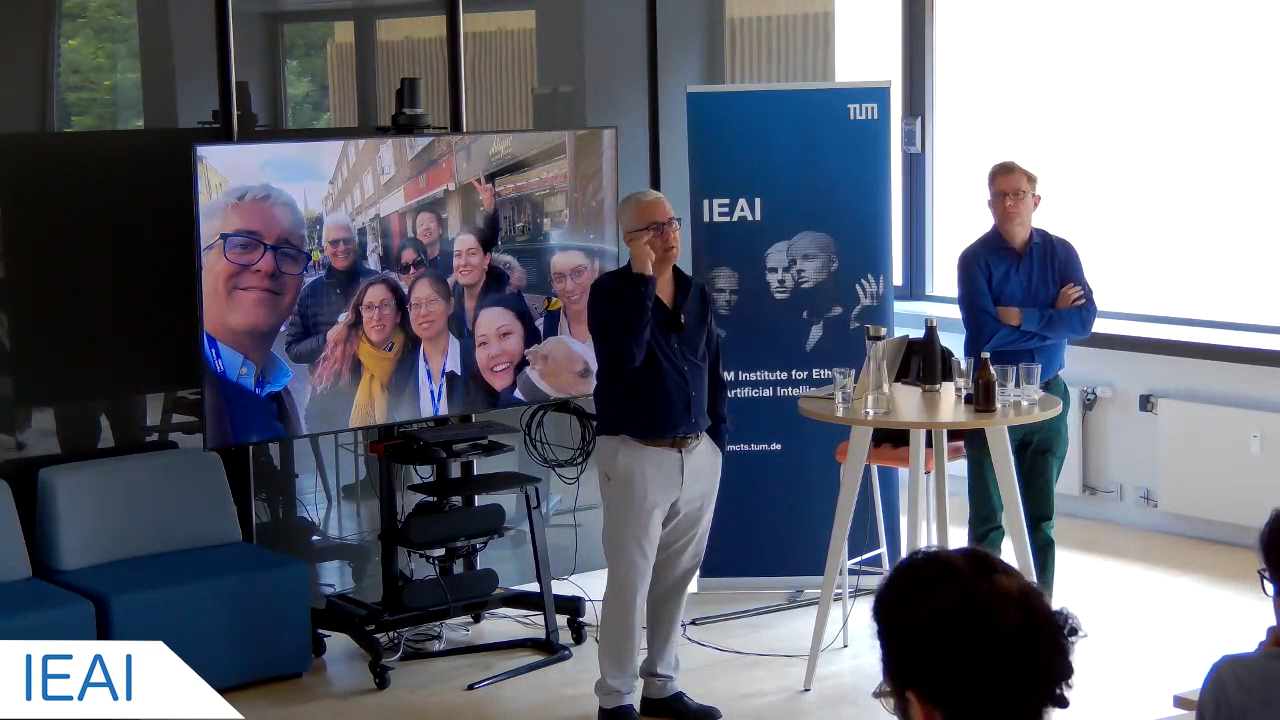 TUM
IEAI
M Institute for Eth
Artificial Intellig
mcts.tum.de
IEAI